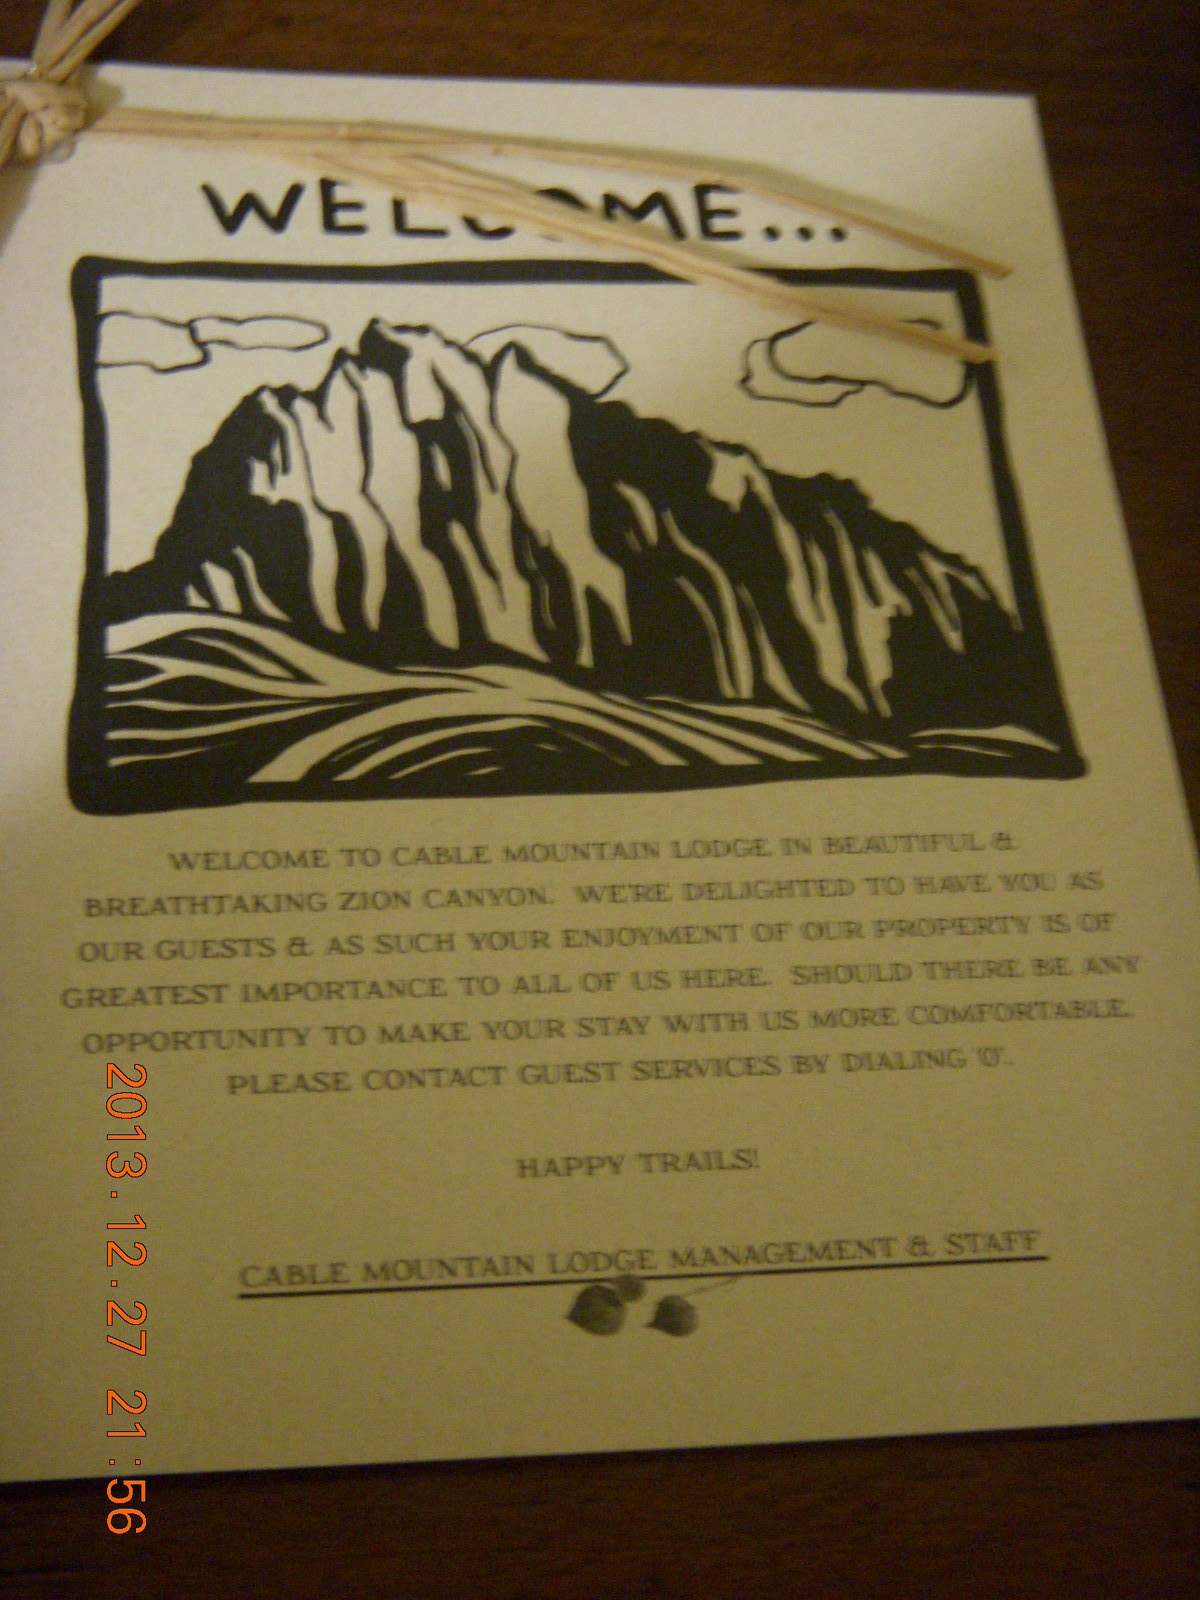 WELCOME...
WELCOME TO CABLE MOUNTAIN LODGE IN BEAUTIFUL &
BREATHTAKING ZION CANYON. WE'RE DELIGHTED TO HAVE YOU AS
OUR GUESTS & AS SUCH YOUR ENJOYMENT OF OUR PROPERTY IS OF
GREATEST IMPORTANCE TO ALL OF US HERE. SHOULD THERE BE ANY
OPPORTUNITY TO MAKE YOUR STAY WITH US MORE COMFORTABLE,
PLEASE CONTACT GUEST SERVICES BY DIALING '0'.
HAPPY TRAILS!
CABLE MOUNTAIN LODGE MANAGEMENT & STAFF
2013.12.27 21:56